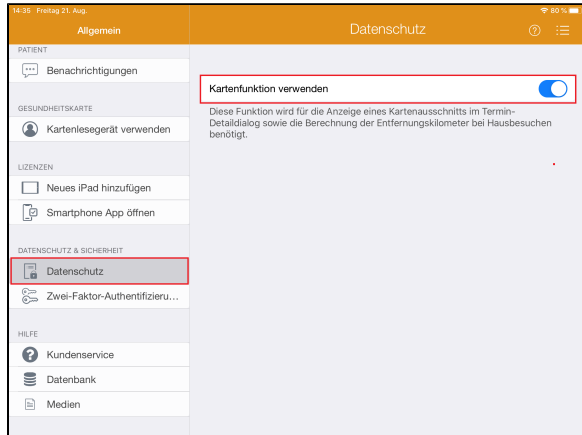 14:35 Freitag 21. Aug.
80 %
Allgemein
Datenschutz
PATIENT
Benachrichtigungen
GESUNDHEITSKARTE
Kartenlesegerät verwenden
LIZENZEN
Neues iPad hinzufügen
Smartphone App öffnen
DATENSCHUTZ & SICHERHEIT
Datenschutz
Zwei-Faktor-Authentifizieru...
HILFE
Kundenservice
Datenbank
Medien
Kartenfunktion verwenden
Diese Funktion wird für die Anzeige eines Kartenausschnitts im Termin-
Detaildialog sowie die Berechnung der Entfernungskilometer bei Hausbesuchen
benötigt.